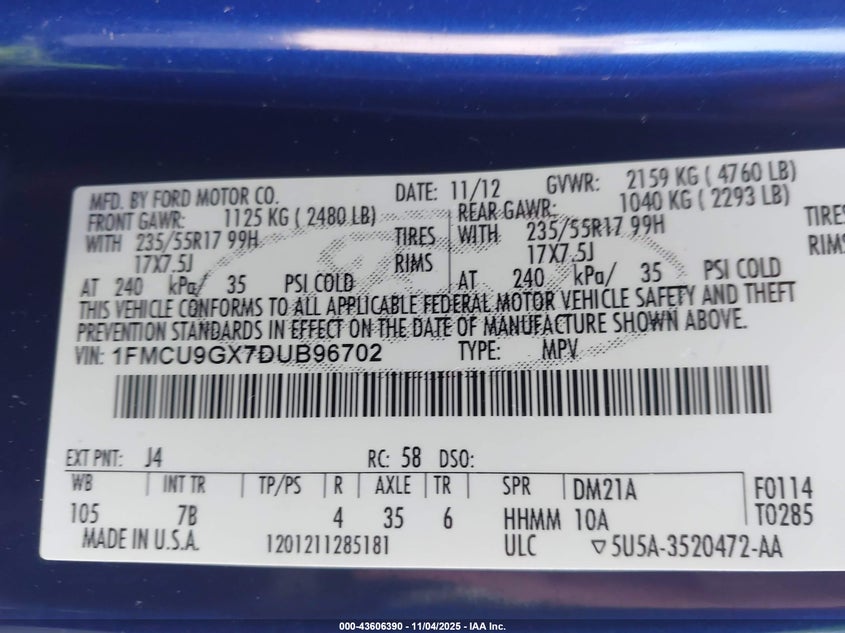 MFD. BY FORD MOTOR CO. DATE: 11/12 GVWR: 2159 KG ( 4760 LB)
FRONT GAWR: 1125 KG ( 2480 LB) REAR GAWR: 1040 KG ( 2293 LB)
WITH 235/55R17 99H TIRES WITH 235/55R17 99H TIRES
17X7.5J RIMS 17X7.5J RIMS
AT 240 kPa/ 35 PSI COLD AT 240 kPa/ 35 PSI COLD
THIS VEHICLE CONFORMS TO ALL APPLICABLE FEDERAL MOTOR VEHICLE SAFETY AND THEFT
PREVENTION STANDARDS IN EFFECT ON THE DATE OF MANUFACTURE SHOWN ABOVE.
VIN: 1FMCU9GX7DUB96702 TYPE: MPV
EXT PNT: J4 RC: 58 DSO:
WB INT TR TP/PS R AXLE TR SPR DM21A F0114
105 7B 4 35 6 HHMM 10A T0285
MADE IN U.S.A. 1201211285181 ULC ▽5U5A-3520472-AA
000-43606390 - 11/04/2025 - IAA Inc.